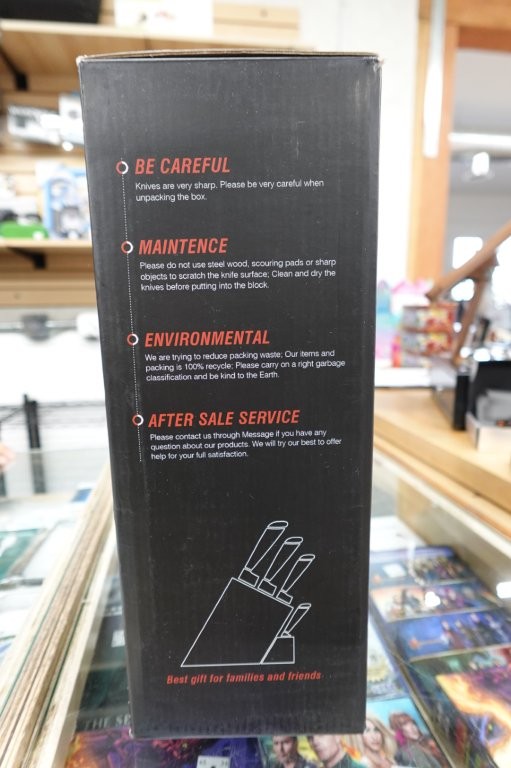 BE CAREFUL
Knives are very sharp. Please be very careful when
unpacking the box.
MAINTENCE
Please do not use steel wood, scouring pads or sharp
objects to scratch the knife surface; Clean and dry the
knives before putting into the block.
ENVIRONMENTAL
We are trying to reduce packing waste; Our items and
packing is 100% recycle; Please carry on a right garbage
classification and be kind to the Earth.
AFTER SALE SERVICE
Please contact us through Message if you have any
question about our products. We will try our best to offer
help for your full satisfaction.
Best gift for families and friends
THE